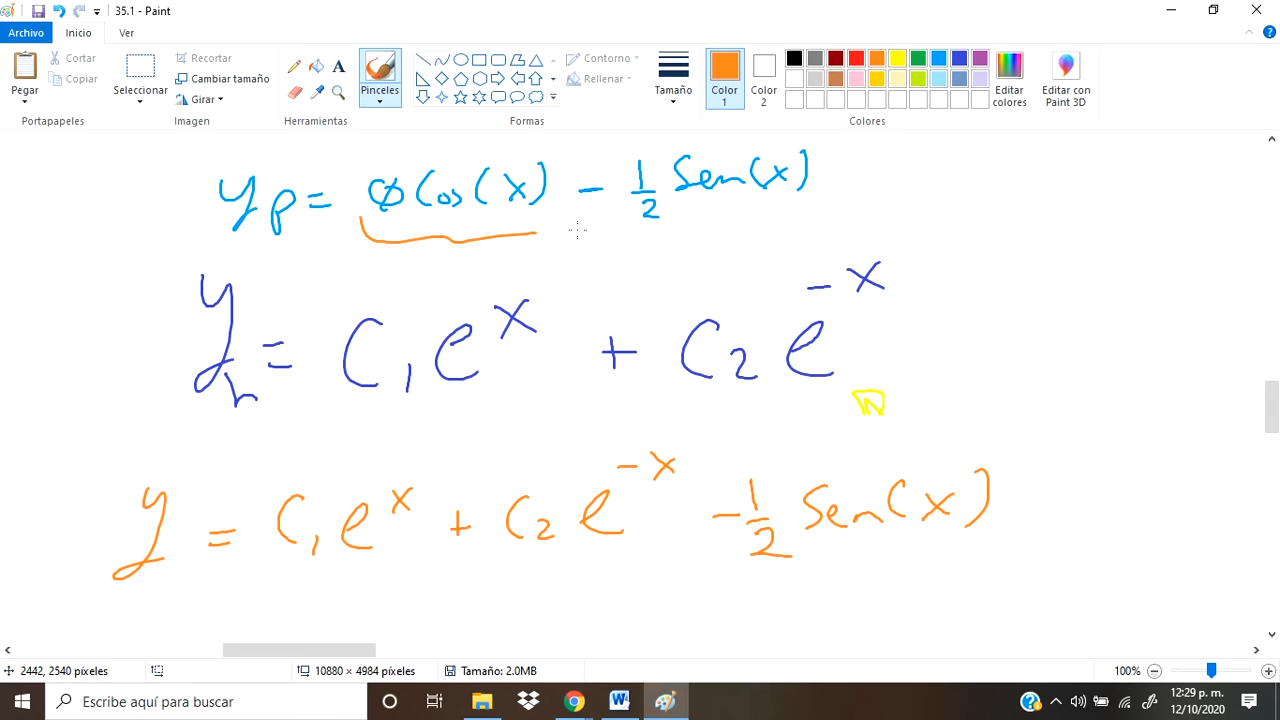 35.1 - Paint
Archivo Inicio Ver
Pegar Cortar Copiar
Seleccionar Recortar Cambiar tamaño Girar
Pinceles Contorno Rellenar Tamaño Color 1 Color 2 Editar colores Editar con Paint 3D
Portapapeles Imagen Herramientas Formas Colores
yp = 0 Cos(x) - 1/2 Sen(x)
yh = C1 e^x + C2 e^-x
y = C1 e^x + C2 e^-x - 1/2 Sen(x)
2442, 2540 píxeles 10880 × 4984 píxeles Tamaño: 2.0MB 100%
Escribe aquí para buscar 12:29 p. m.
12/10/2020